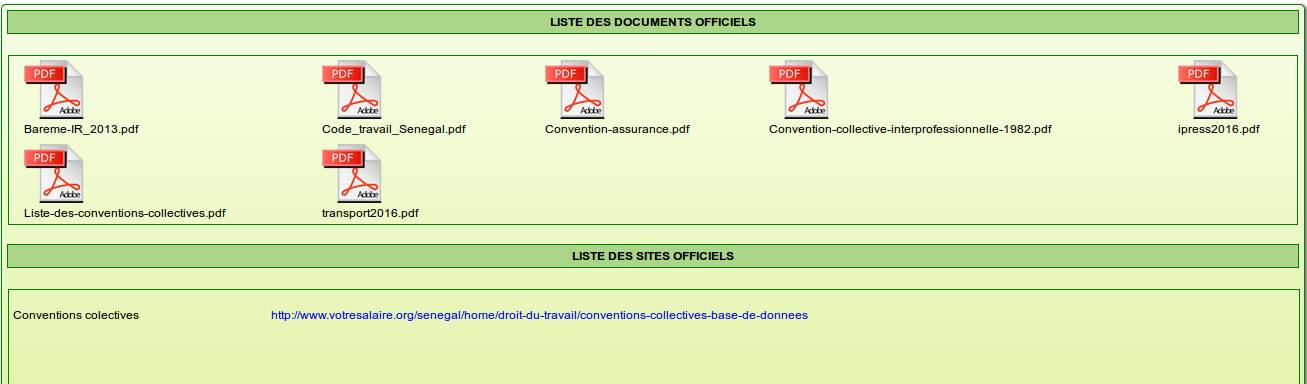 LISTE DES DOCUMENTS OFFICIELS
PDF PDF PDF PDF PDF
Adobe Adobe Adobe Adobe Adobe
Bareme-IR_2013.pdf Code_travail_Senegal.pdf Convention-assurance.pdf Convention-collective-interprofessionnelle-1982.pdf ipress2016.pdf
PDF PDF
Adobe Adobe
Liste-des-conventions-collectives.pdf transport2016.pdf
LISTE DES SITES OFFICIELS
Conventions colectives http://www.votresalaire.org/senegal/home/droit-du-travail/conventions-collectives-base-de-donnees